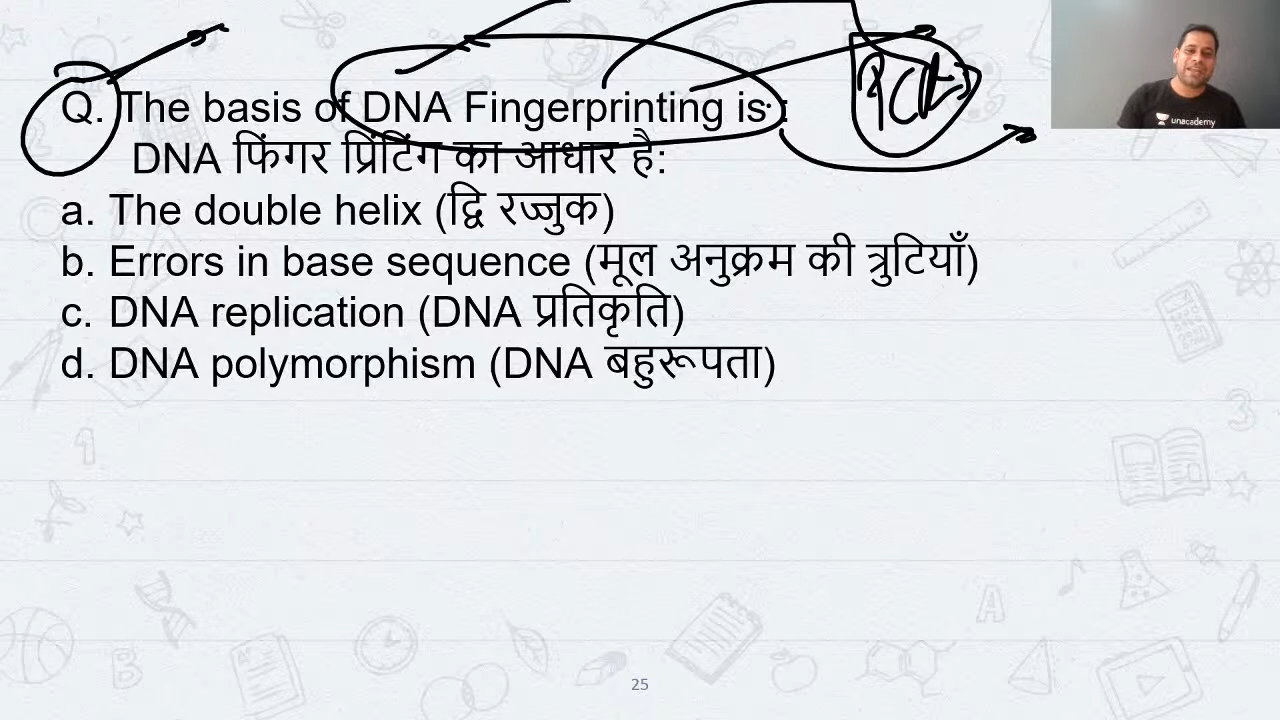 Q. The basis of DNA Fingerprinting is :
DNA फिंगर प्रिंटिंग का आधार है:
a. The double helix (द्वि रज्जुक)
b. Errors in base sequence (मूल अनुक्रम की त्रुटियाँ)
c. DNA replication (DNA प्रतिकृति)
d. DNA polymorphism (DNA बहुरूपता)
unacademy
25